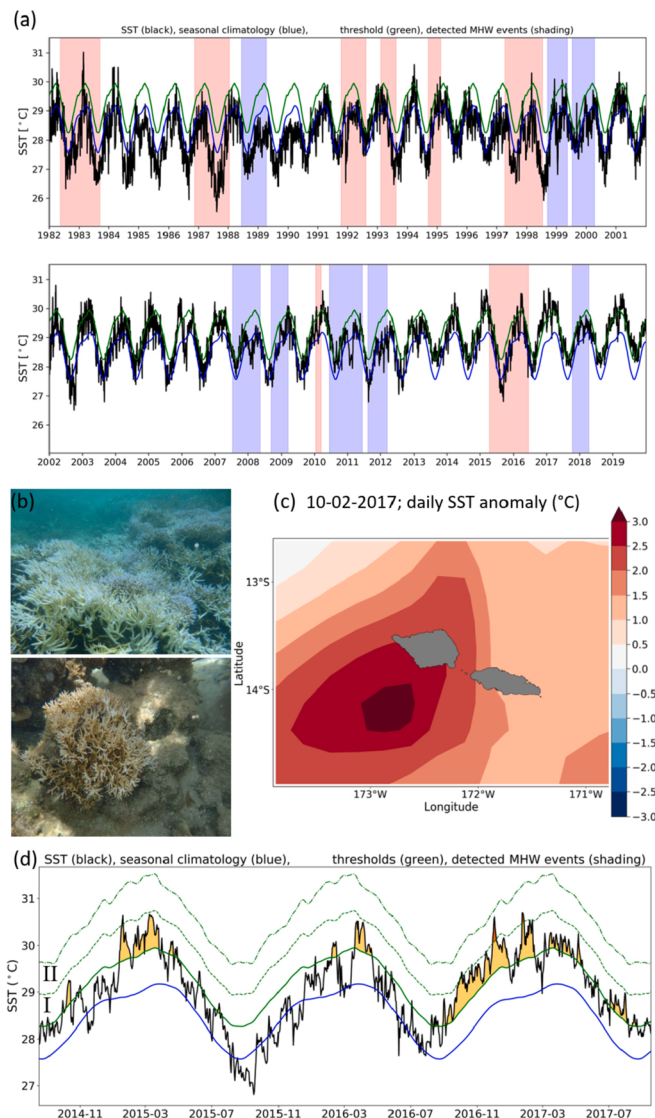 (a)
SST (black), seasonal climatology (blue), threshold (green), detected MHW events (shading)
31
30
29
28
27
26
SST [°C]
1982 1983 1984 1985 1986 1987 1988 1989 1990 1991 1992 1993 1994 1995 1996 1997 1998 1999 2000 2001
31
30
29
28
27
26
SST [°C]
2002 2003 2004 2005 2006 2007 2008 2009 2010 2011 2012 2013 2014 2015 2016 2017 2018 2019
(b)
(c) 10-02-2017; daily SST anomaly (°C)
13°S
14°S
Latitude
173°W 172°W 171°W
Longitude
3.0
2.5
2.0
1.5
1.0
0.5
0.0
−0.5
−1.0
−1.5
−2.0
−2.5
−3.0
(d)
SST (black), seasonal climatology (blue), thresholds (green), detected MHW events (shading)
31
30
29
28
27
SST (°C)
II
I
2014-11 2015-03 2015-07 2015-11 2016-03 2016-07 2016-11 2017-03 2017-07